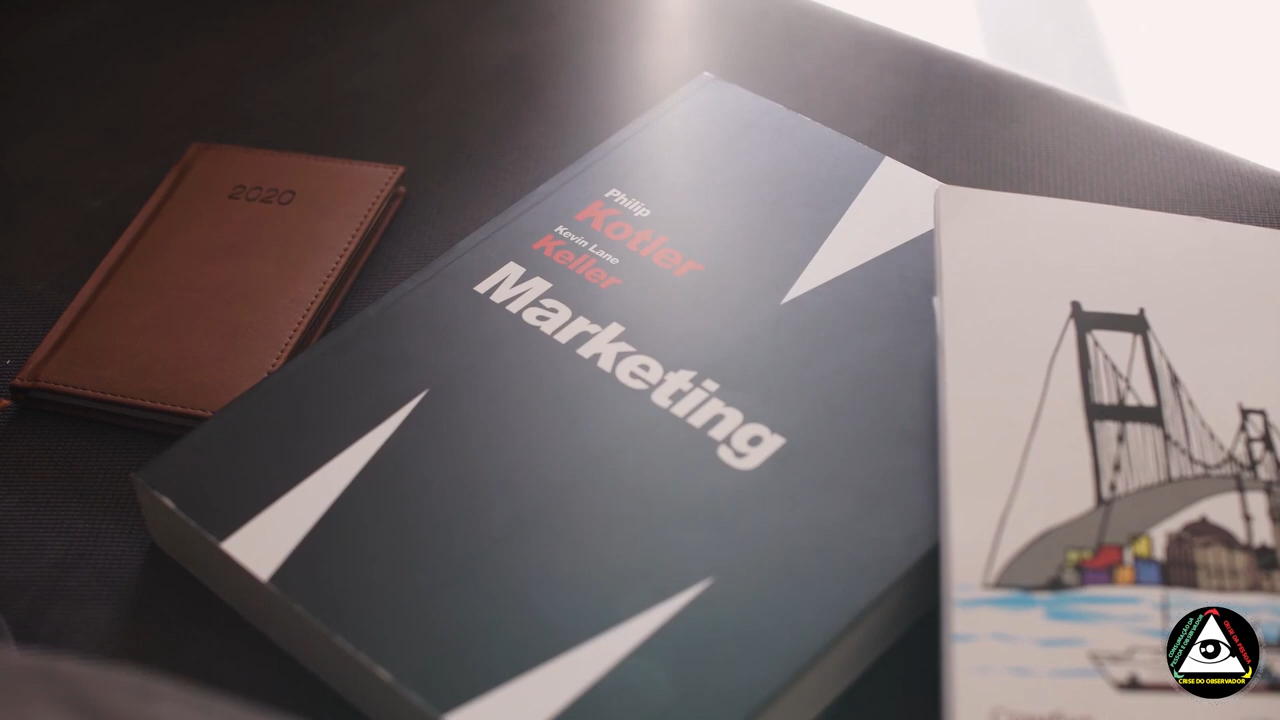 2020
Philip
Kotler
Kevin Lane
Keller
Marketing
CRISE DO OBSERVADOR